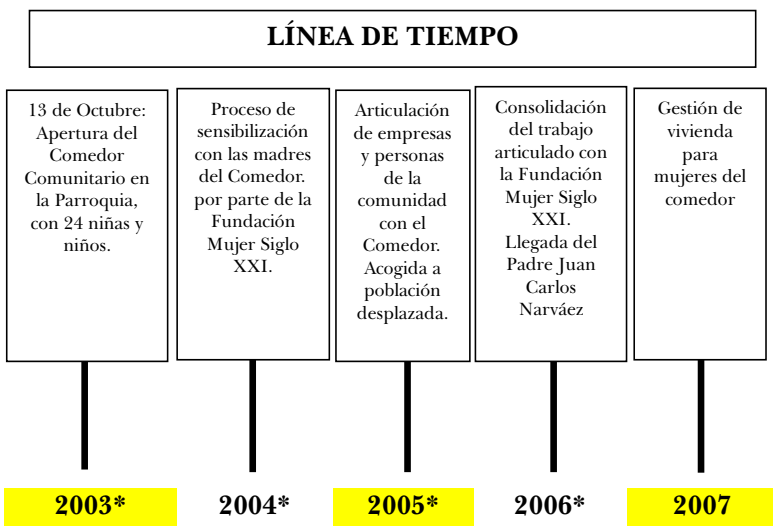 LÍNEA DE TIEMPO
13 de Octubre:
Apertura del
Comedor
Comunitario en
la Parroquia,
con 24 niñas y
niños.
Proceso de
sensibilización
con las madres
del Comedor.
por parte de la
Fundación
Mujer Siglo
XXI.
Articulación
de empresas
y personas
de la
comunidad
con el
Comedor.
Acogida a
población
desplazada.
Consolidación
del trabajo
articulado con
la Fundación
Mujer Siglo
XXI.
Llegada del
Padre Juan
Carlos
Narváez
Gestión de
vivienda
para
mujeres del
comedor
2003*
2004*
2005*
2006*
2007